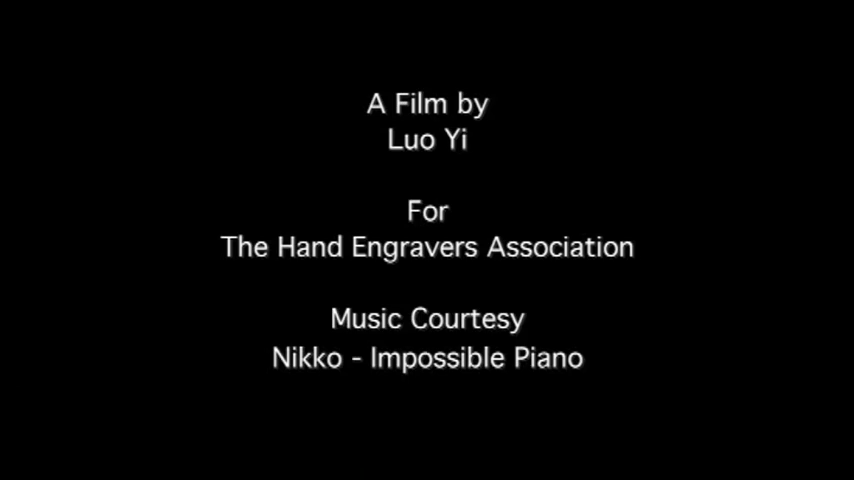 A Film by
Luo Yi
For
The Hand Engravers Association
Music Courtesy
Nikko - Impossible Piano